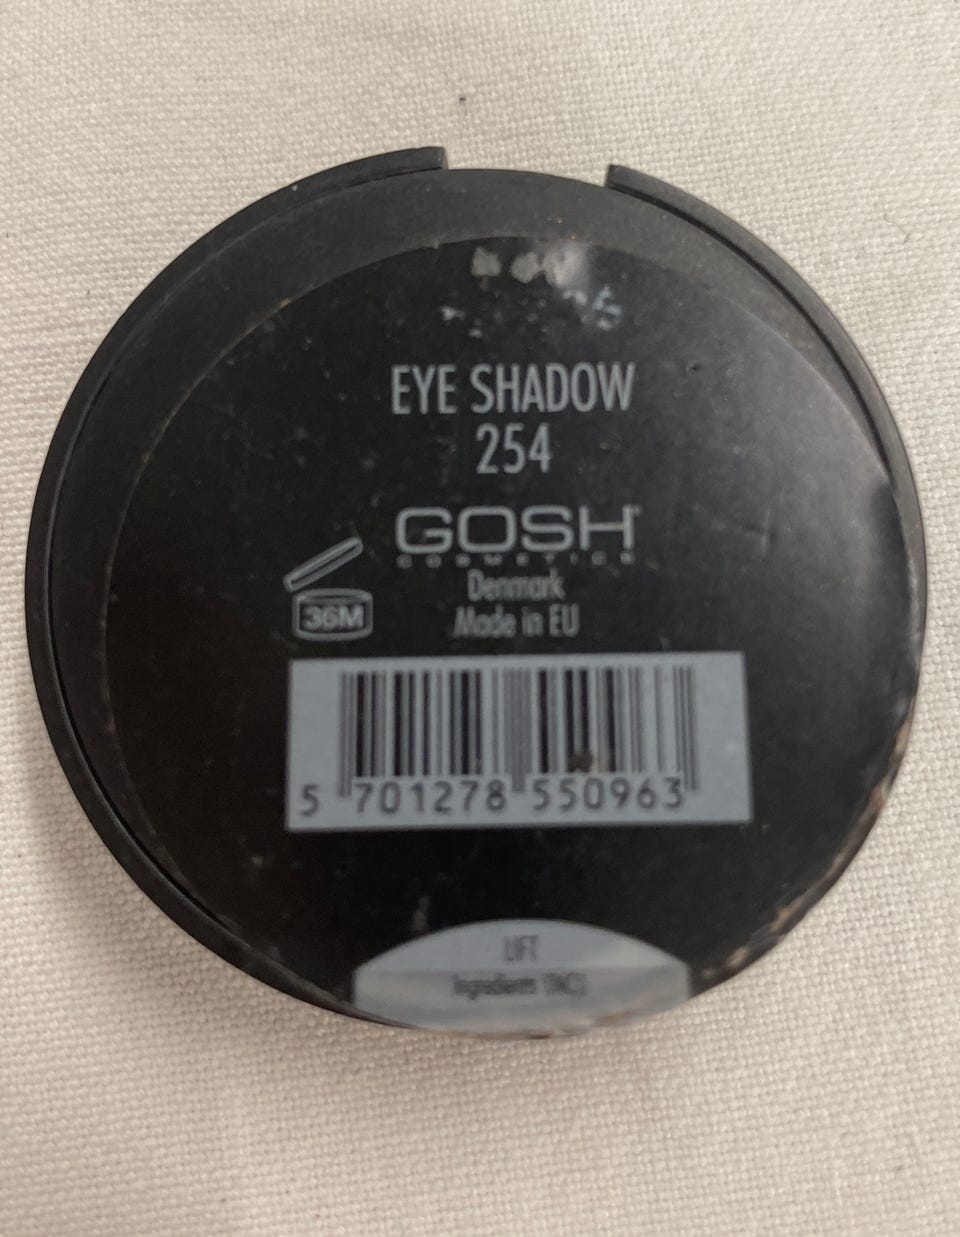 EYE SHADOW
254
GOSH
COSMETICS
Denmark
Made in EU
36M
5 701278 550963
LIFT
Ingredients (INCI)